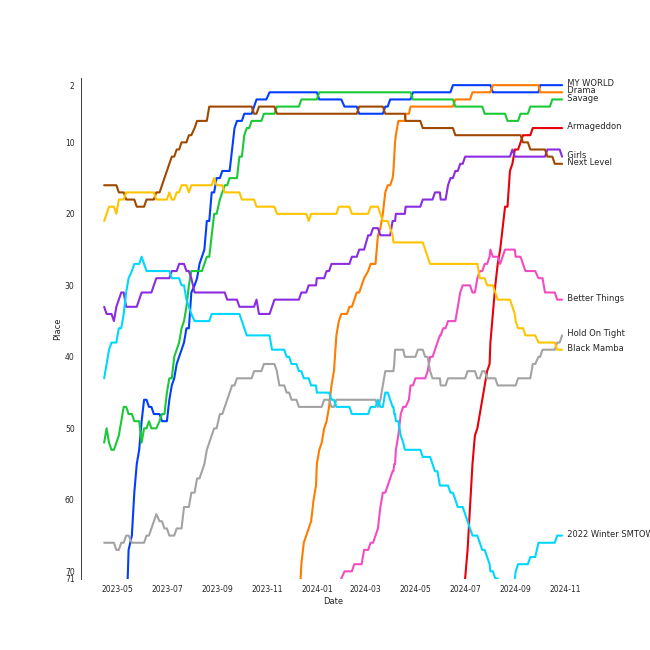 2
10
20
30
40
50
60
70
71
Place
2023-05 2023-07 2023-09 2023-11 2024-01 2024-03 2024-05 2024-07 2024-09 2024-11
Date
MY WORLD
Drama
Savage
Armageddon
Girls
Next Level
Better Things
Hold On Tight
Black Mamba
2022 Winter SMTOW